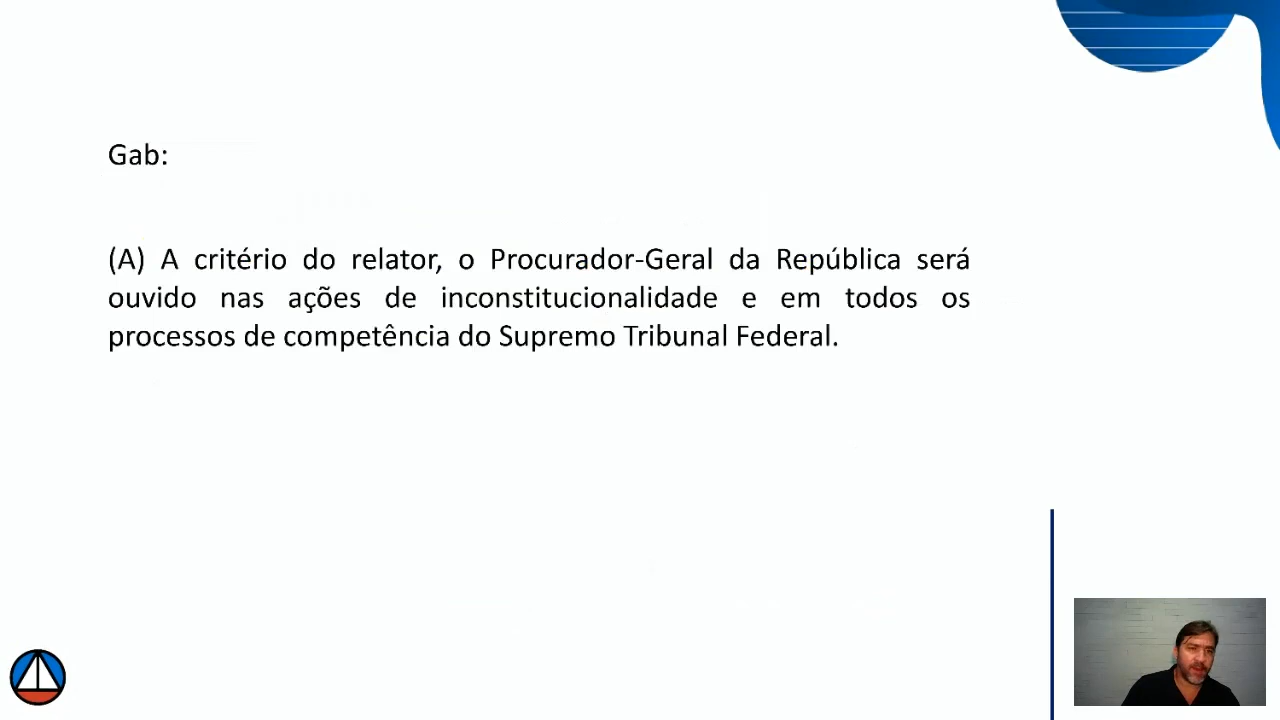 Gab:
(A) A critério do relator, o Procurador-Geral da República será
ouvido nas ações de inconstitucionalidade e em todos os
processos de competência do Supremo Tribunal Federal.